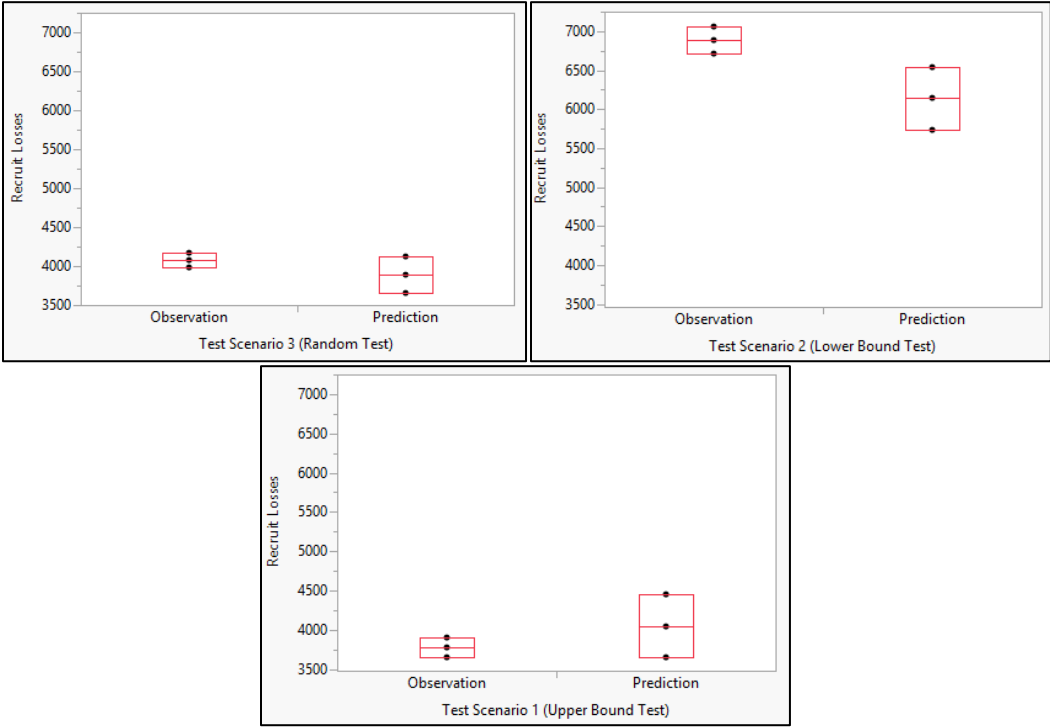 7000
6500
6000
5500
5000
4500
4000
3500
Recruit Losses
Observation Prediction
Test Scenario 3 (Random Test)
7000
6500
6000
5500
5000
4500
4000
3500
Recruit Losses
Observation Prediction
Test Scenario 2 (Lower Bound Test)
7000
6500
6000
5500
5000
4500
4000
3500
Recruit Losses
Observation Prediction
Test Scenario 1 (Upper Bound Test)